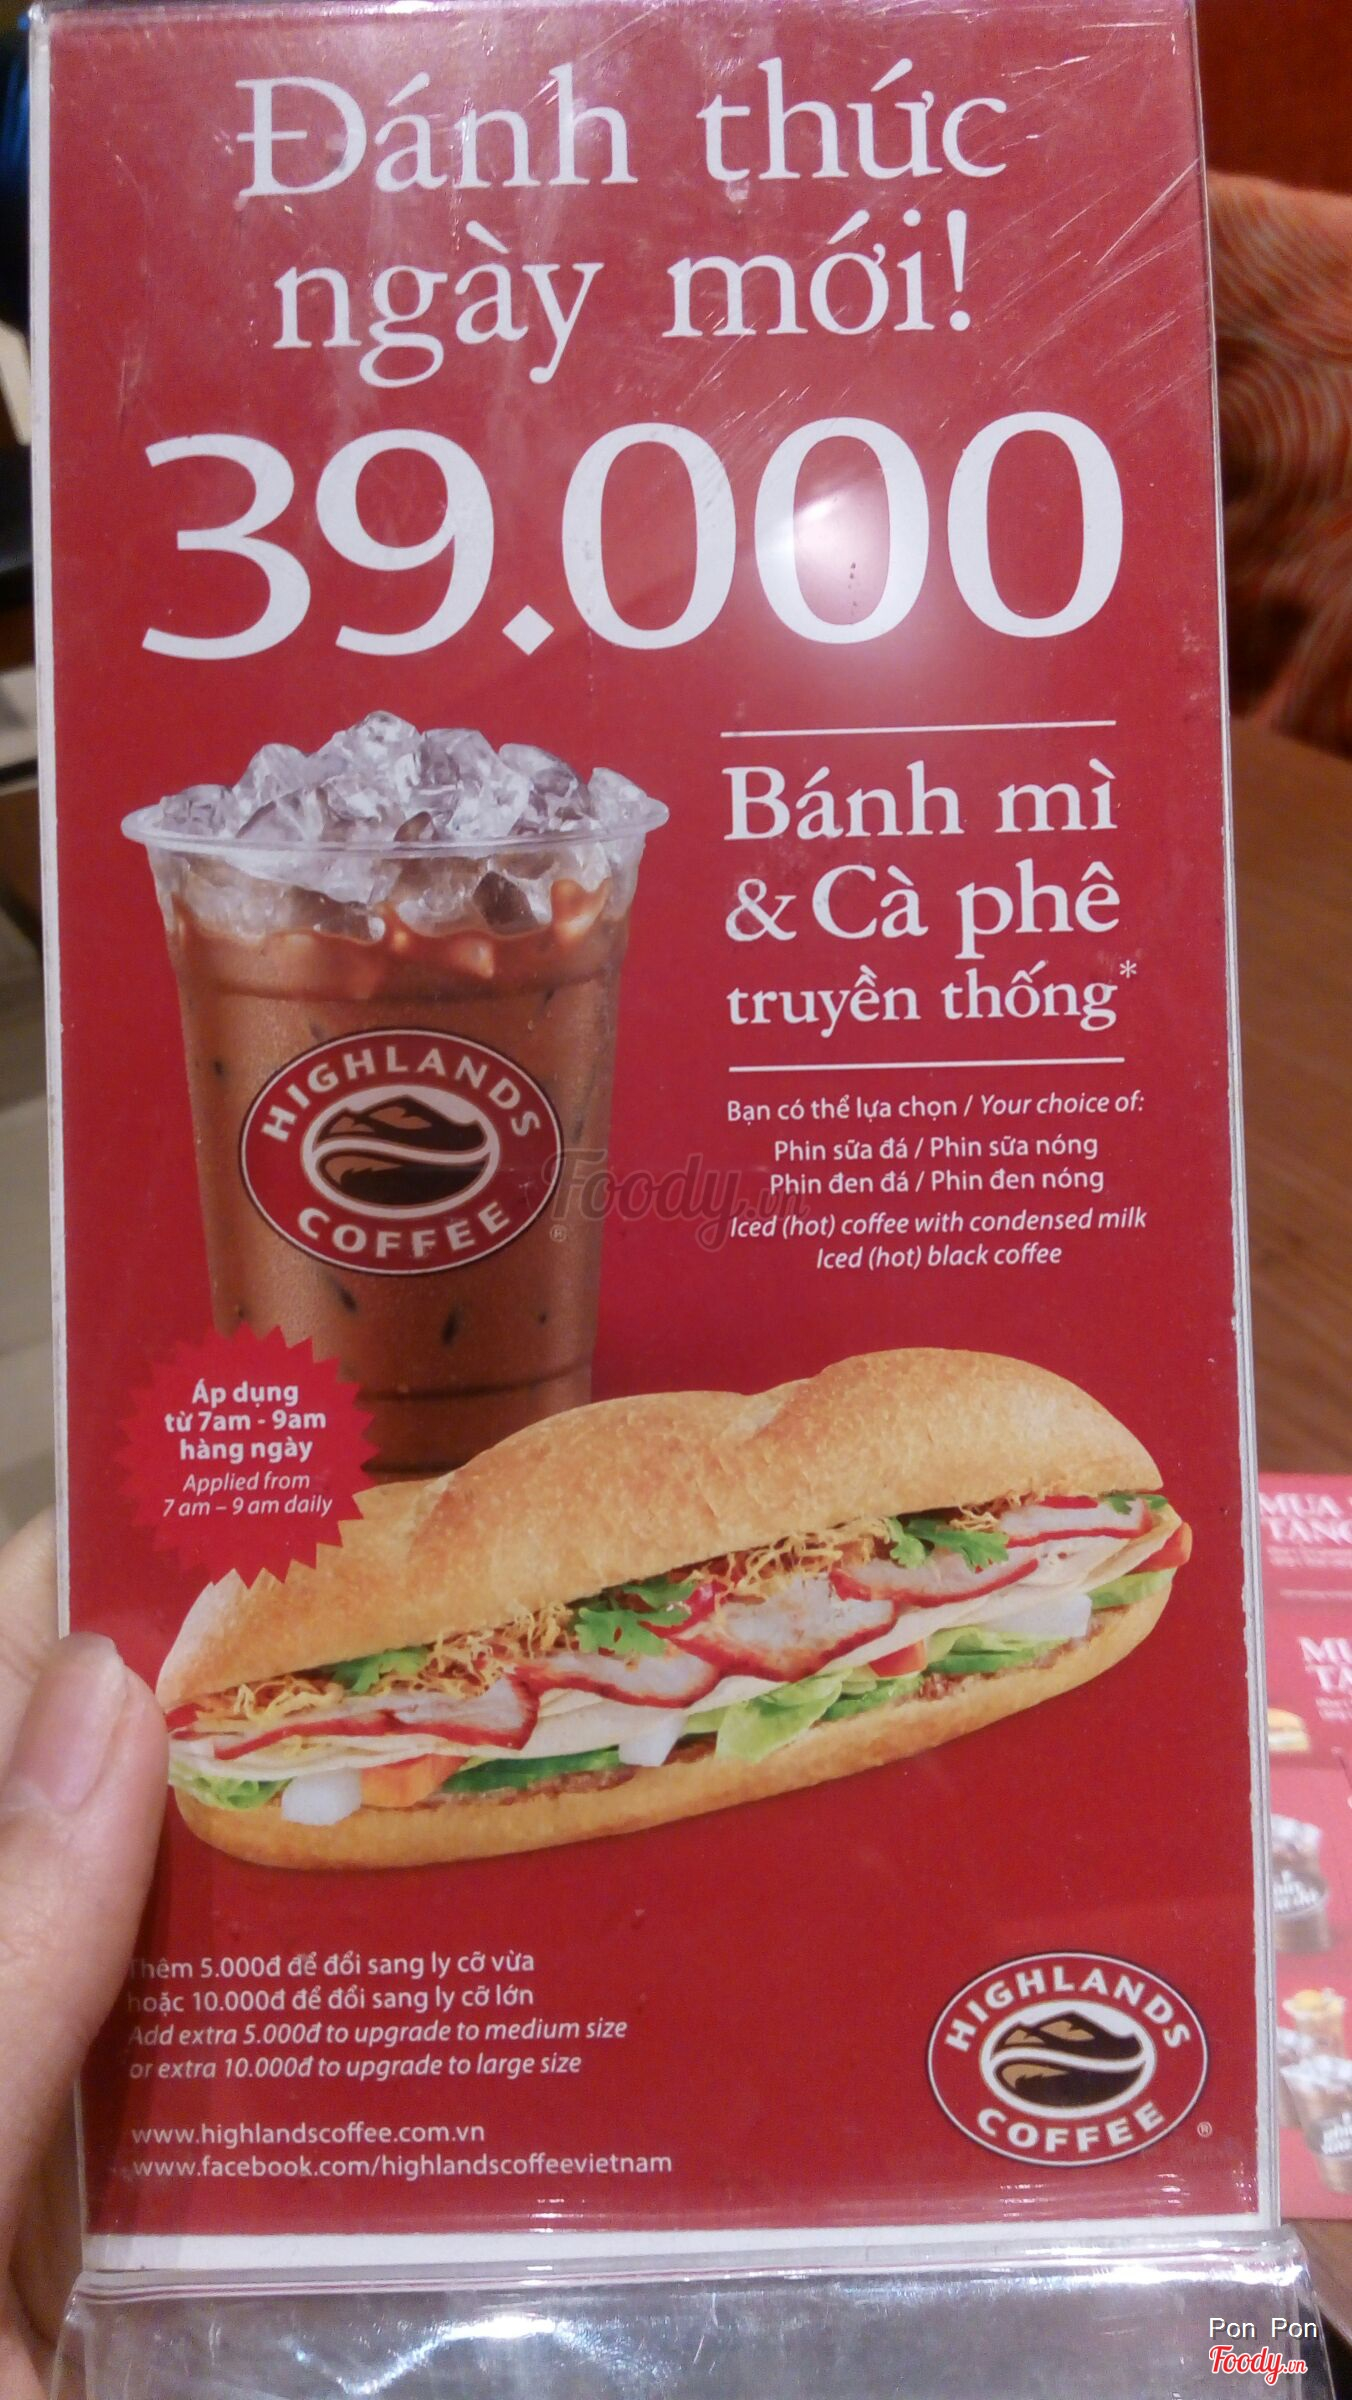 Đánh thức
ngày mới!
39.000
Bánh mì
& Cà phê
truyền thống*
Bạn có thể lựa chọn / Your choice of:
Phin sữa đá / Phin sữa nóng
Phin đen đá / Phin đen nóng
Iced (hot) coffee with condensed milk
Iced (hot) black coffee
HIGHLANDS
COFFEE
®
Foody.vn
Áp dụng
từ 7am - 9am
hàng ngày
Applied from
7 am – 9 am daily
Thêm 5.000đ để đổi sang ly cỡ vừa
hoặc 10.000đ để đổi sang ly cỡ lớn
Add extra 5.000đ to upgrade to medium size
or extra 10.000đ to upgrade to large size
www.highlandscoffee.com.vn
www.facebook.com/highlandscoffeevietnam
HIGHLANDS
COFFEE
®
MUA
Pon Pon
Foody.vn